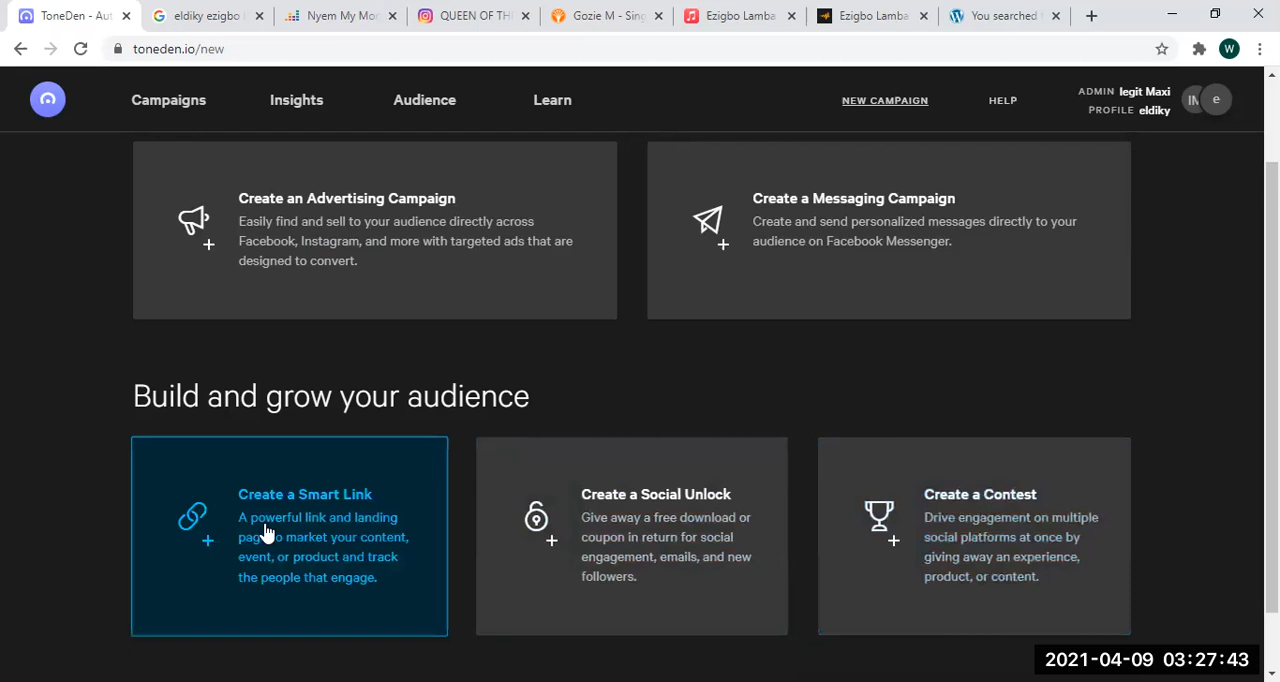 ToneDen - Aut
eldiky ezigbo
Nyem My Mon
QUEEN OF TH
Gozie M - Sing
Ezigbo Lamba
Ezigbo Lamba
You searched f
toneden.io/new
W
Campaigns
Insights
Audience
Learn
NEW CAMPAIGN
HELP
ADMIN legit Maxi
PROFILE eldiky
e
Create an Advertising Campaign
Easily find and sell to your audience directly across
Facebook, Instagram, and more with targeted ads that are
designed to convert.
Create a Messaging Campaign
Create and send personalized messages directly to your
audience on Facebook Messenger.
Build and grow your audience
Create a Smart Link
A powerful link and landing
page to market your content,
event, or product and track
the people that engage.
Create a Social Unlock
Give away a free download or
coupon in return for social
engagement, emails, and new
followers.
Create a Contest
Drive engagement on multiple
social platforms at once by
giving away an experience,
product, or content.
2021-04-09 03:27:43